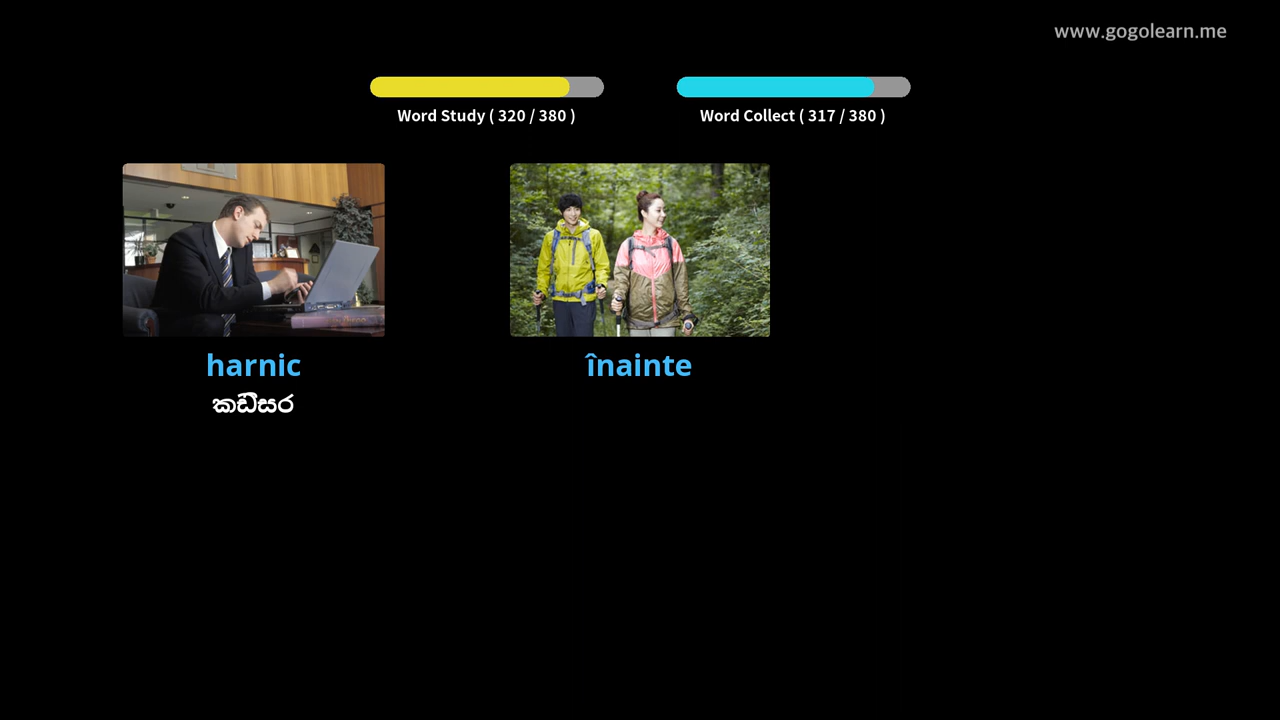 www.gogolearn.me
Word Study ( 320 / 380 )
Word Collect ( 317 / 380 )
harnic
කඩිසර
înainte